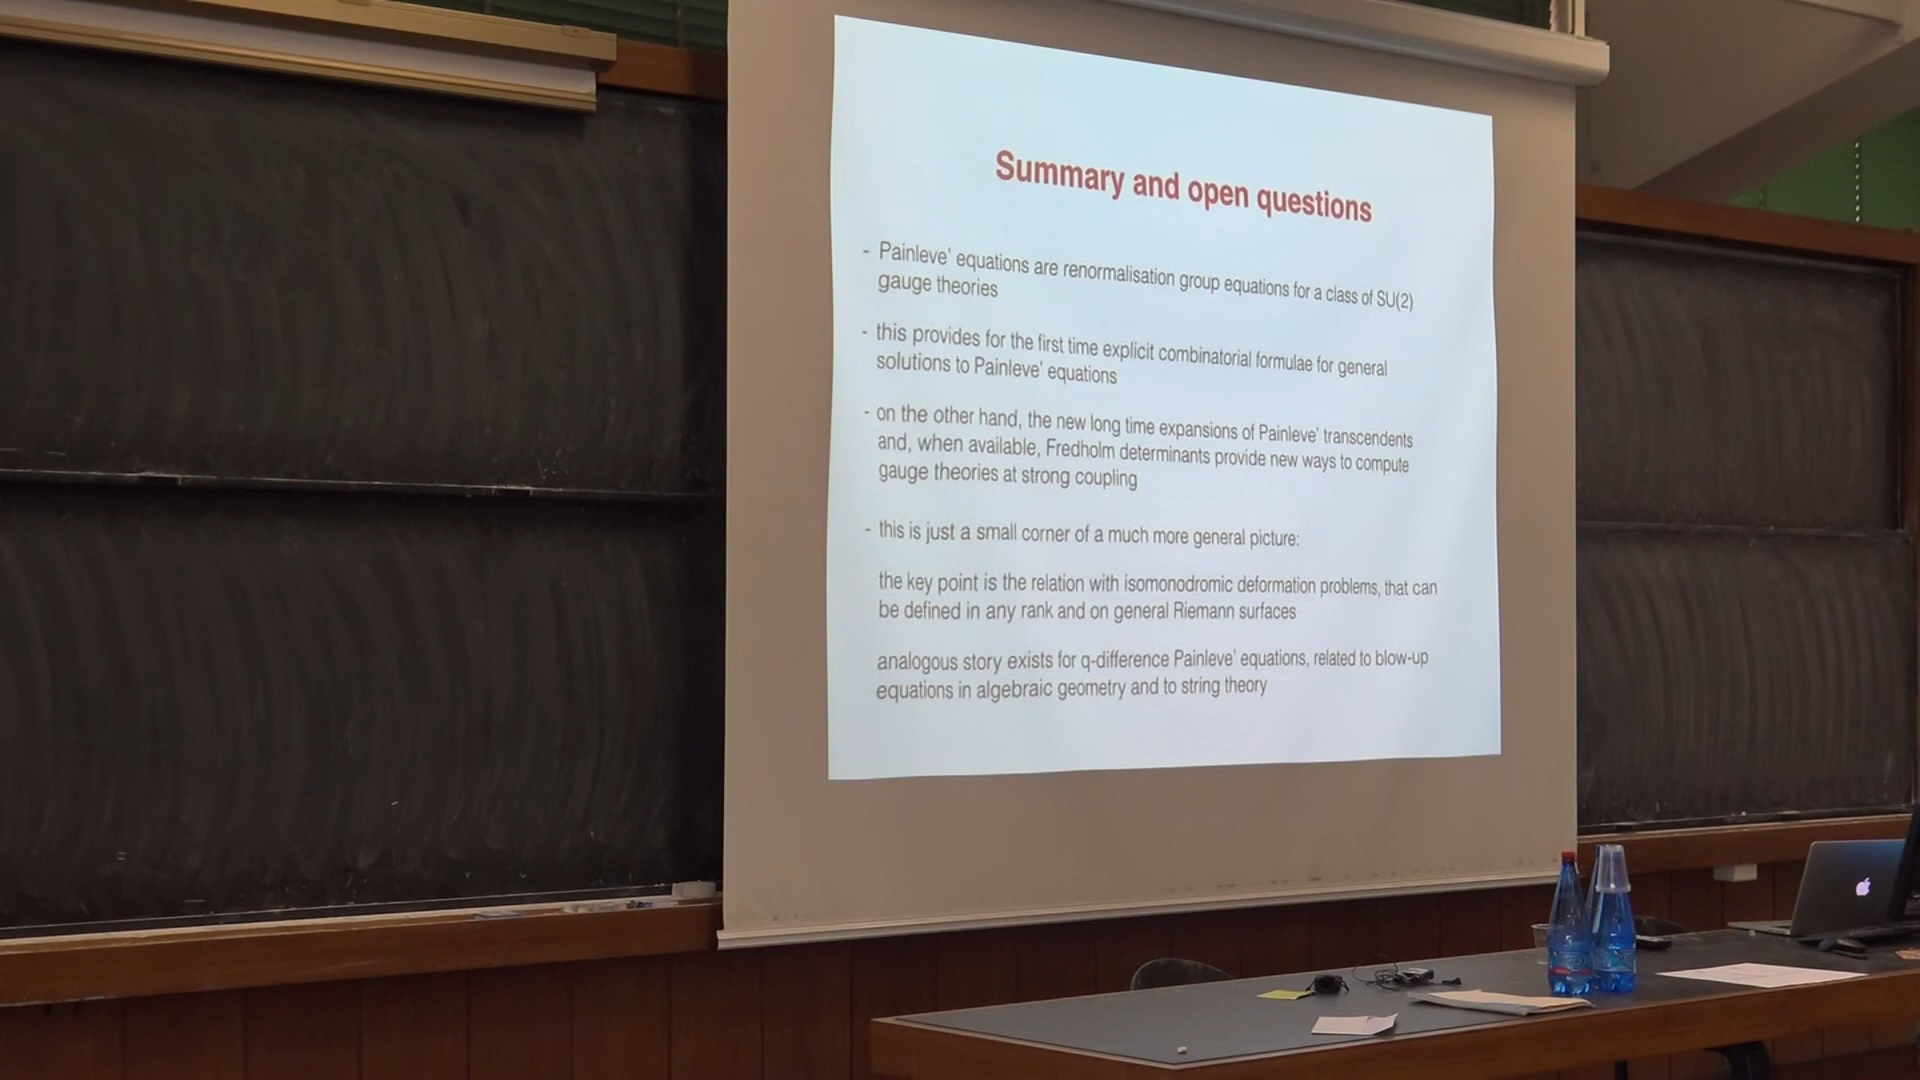 Summary and open questions
- Painleve' equations are renormalisation group equations for a class of SU(2)
gauge theories
- this provides for the first time explicit combinatorial formulae for general
solutions to Painleve' equations
- on the other hand, the new long time expansions of Painleve' transcendents
and, when available, Fredholm determinants provide new ways to compute
gauge theories at strong coupling
- this is just a small corner of a much more general picture:
the key point is the relation with isomonodromic deformation problems, that can
be defined in any rank and on general Riemann surfaces
analogous story exists for q-difference Painleve' equations, related to blow-up
equations in algebraic geometry and to string theory